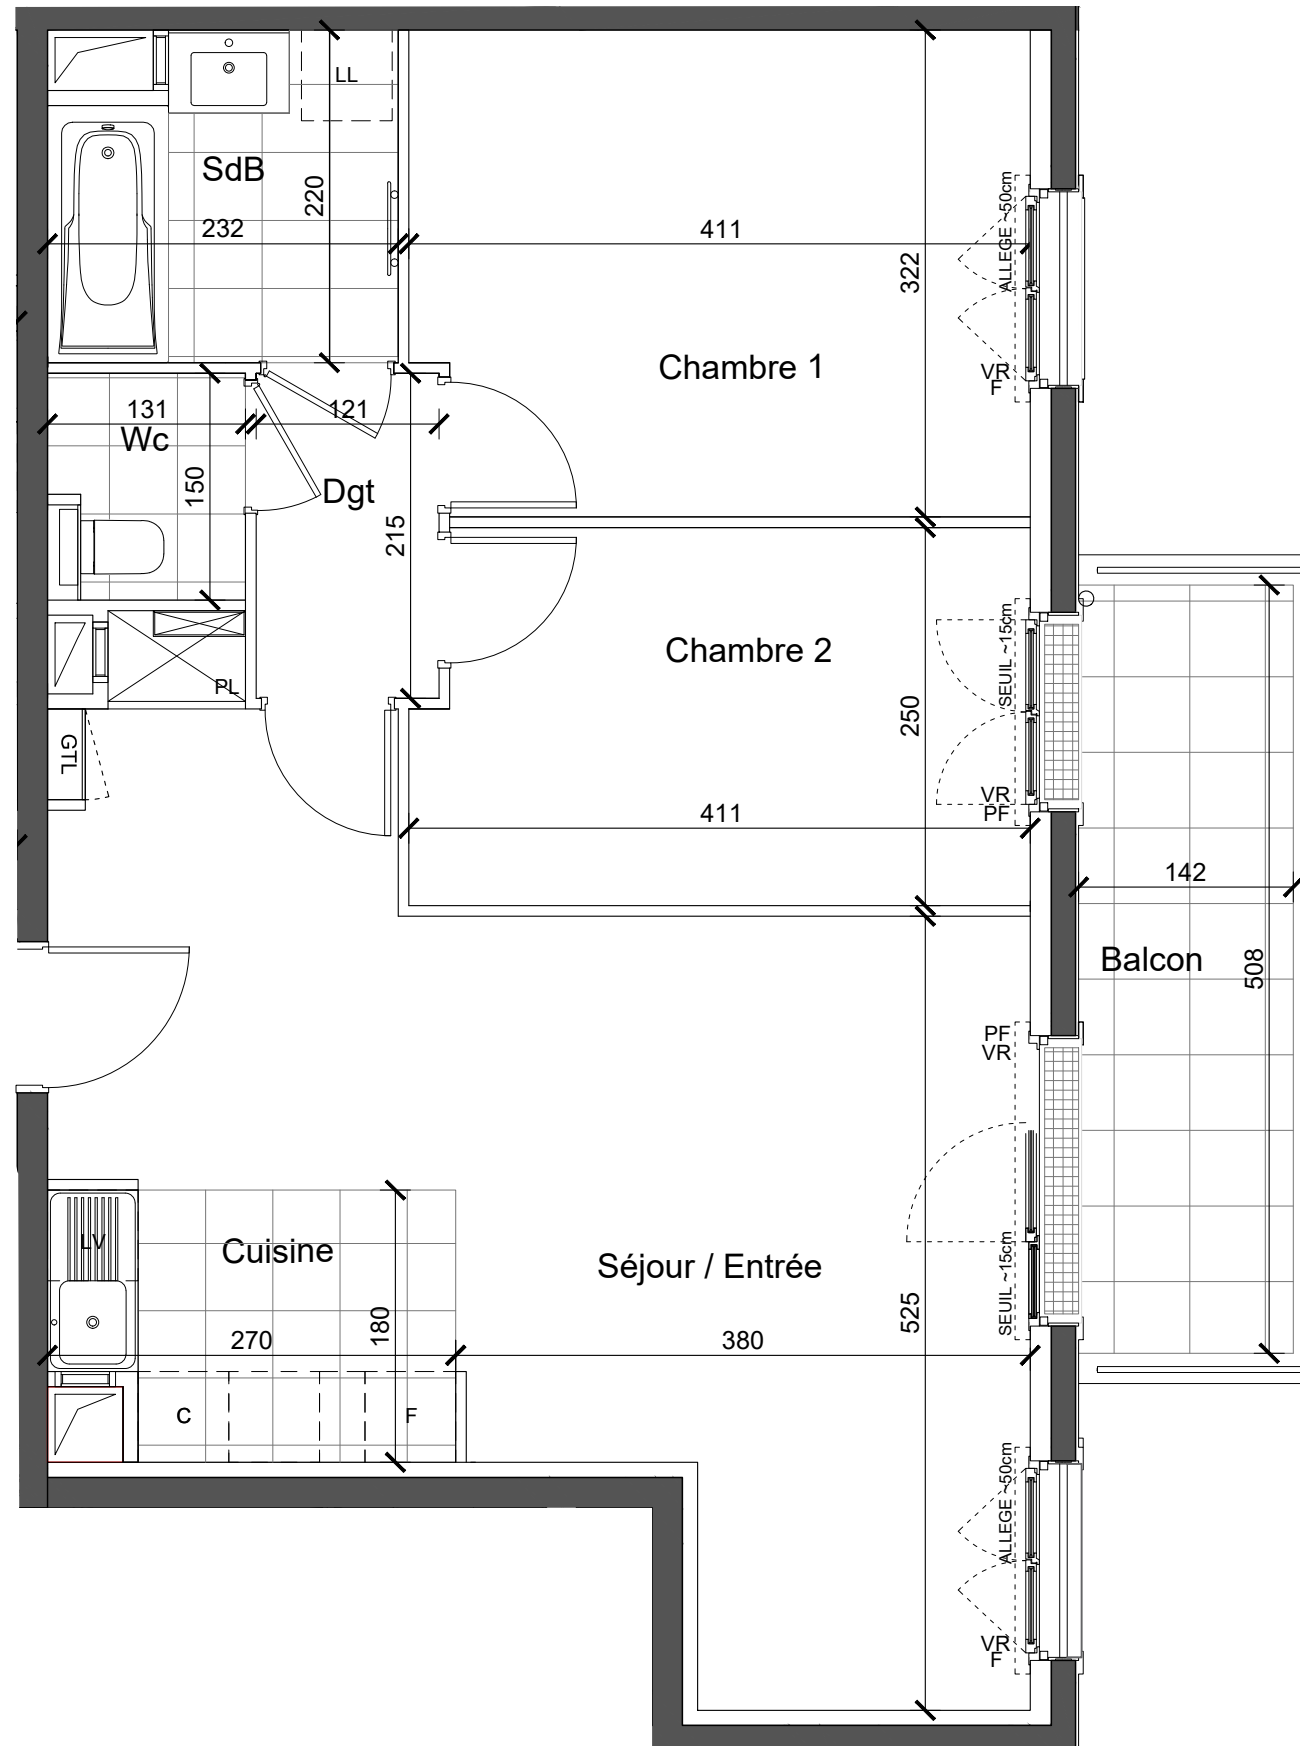 LL
SdB
220
232
411
ALLEGE ~50cm
322
Chambre 1
VR
F
131
121
Wc
150
Dgt
215
Chambre 2
SEUIL ~15cm
PL
250
GTL
VR
PF
411
142
Balcon
508
PF
VR
LV
Cuisine
Séjour / Entrée
SEUIL ~15cm
180
525
270
380
C
F
ALLEGE ~50cm
VR
F